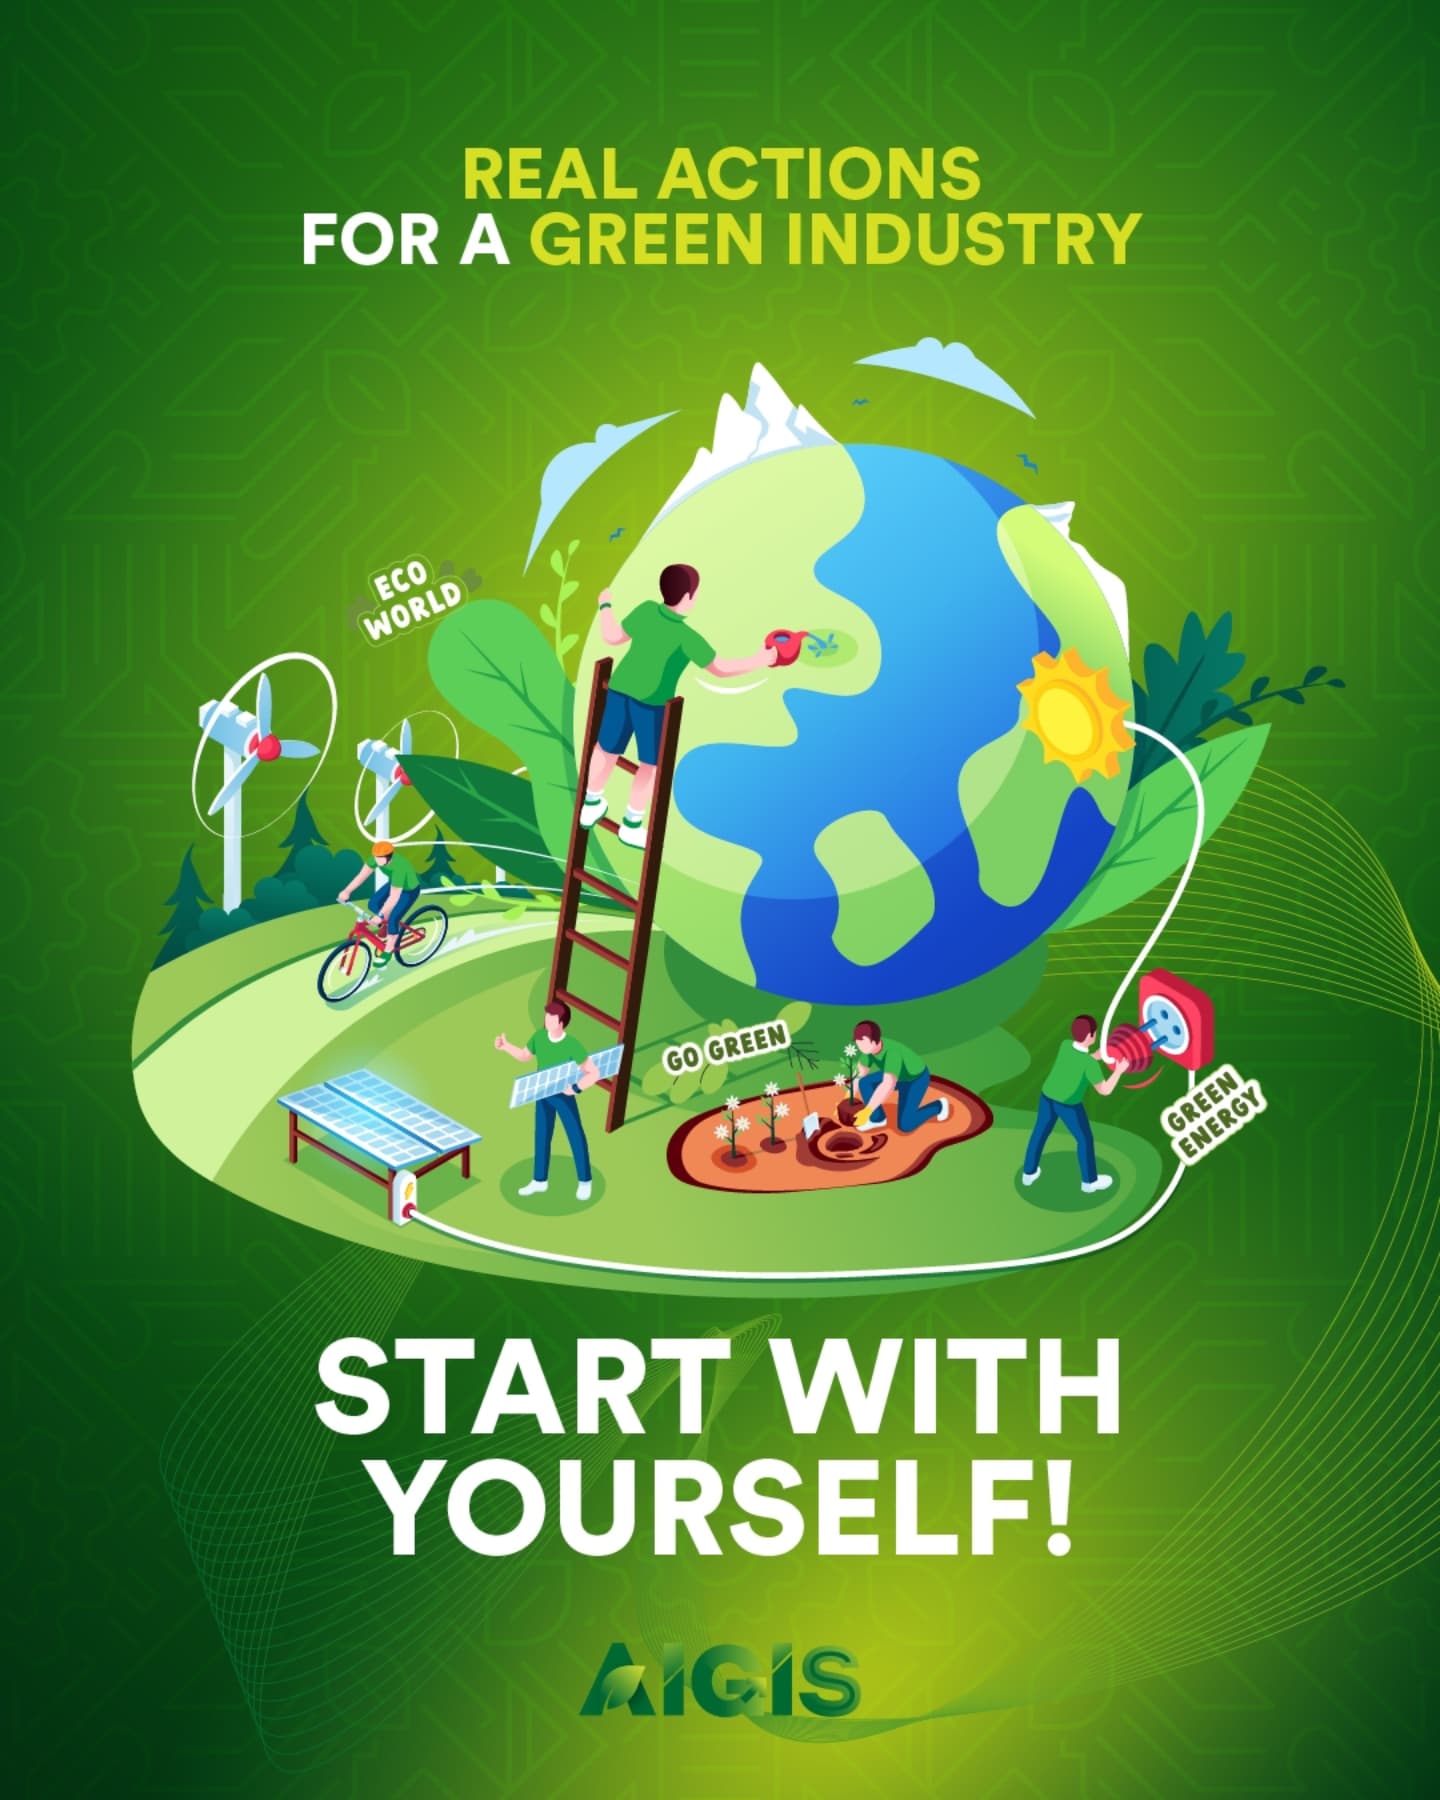 REAL ACTIONS
FOR A GREEN INDUSTRY
ECO
WORLD
GO GREEN
GREEN
ENERGY
START WITH
YOURSELF!
AIGIS